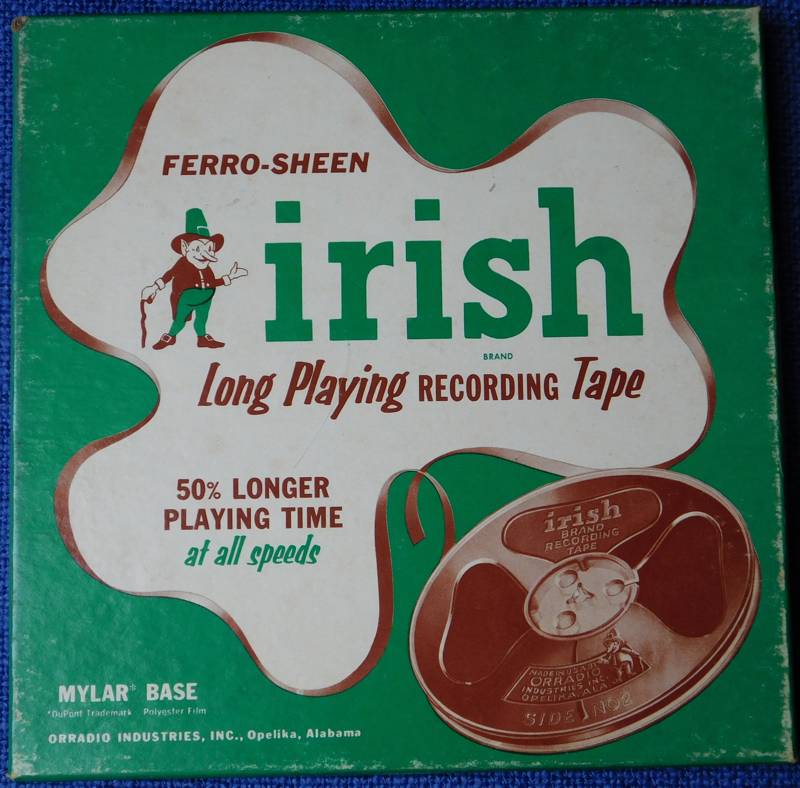 FERRO-SHEEN
irish
BRAND
Long Playing RECORDING Tape
50% LONGER
PLAYING TIME
at all speeds
MYLAR* BASE
*DuPont Trademark Polyester Film
ORRADIO INDUSTRIES, INC., Opelika, Alabama
irish
BRAND
RECORDING
TAPE
MADE IN U.S.A. BY
ORRADIO
INDUSTRIES INC.
OPELIKA, ALA.
SIDE NO2